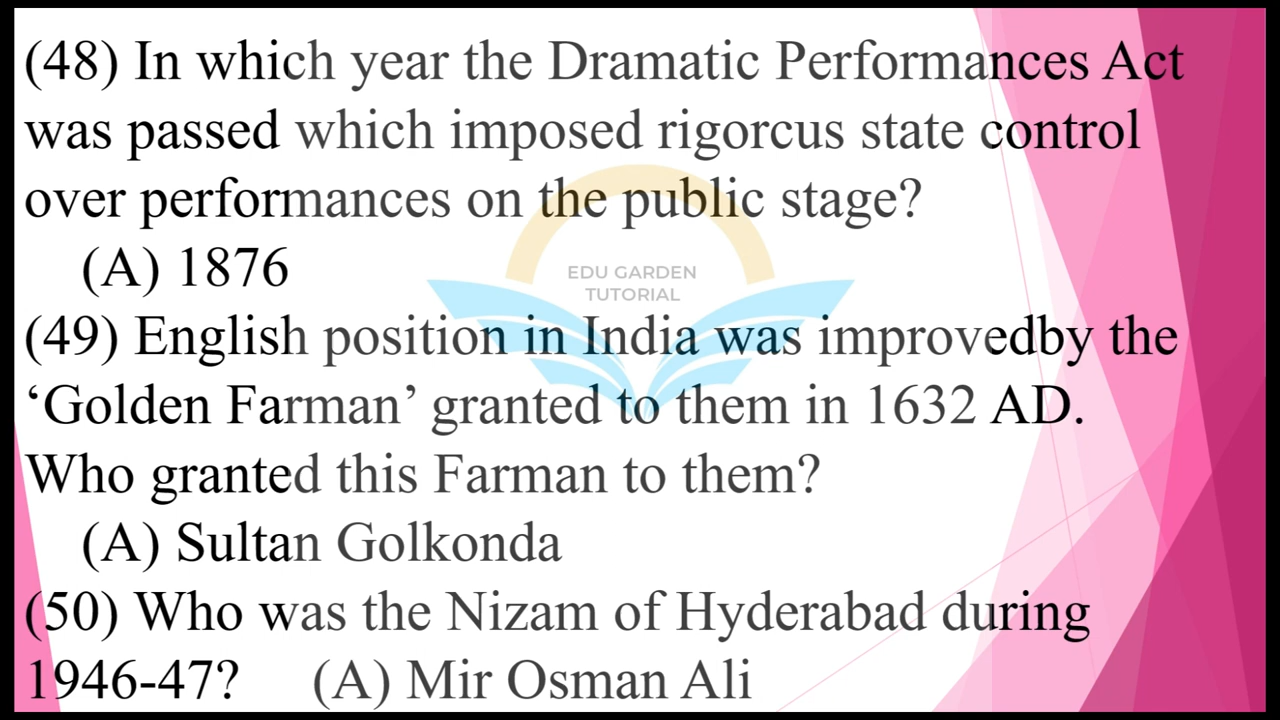 (48) In which year the Dramatic Performances Act
was passed which imposed rigorcus state control
over performances on the public stage?
(A) 1876
EDU GARDEN
TUTORIAL
(49) English position in India was improvedby the
‘Golden Farman’ granted to them in 1632 AD.
Who granted this Farman to them?
(A) Sultan Golkonda
(50) Who was the Nizam of Hyderabad during
1946-47? (A) Mir Osman Ali